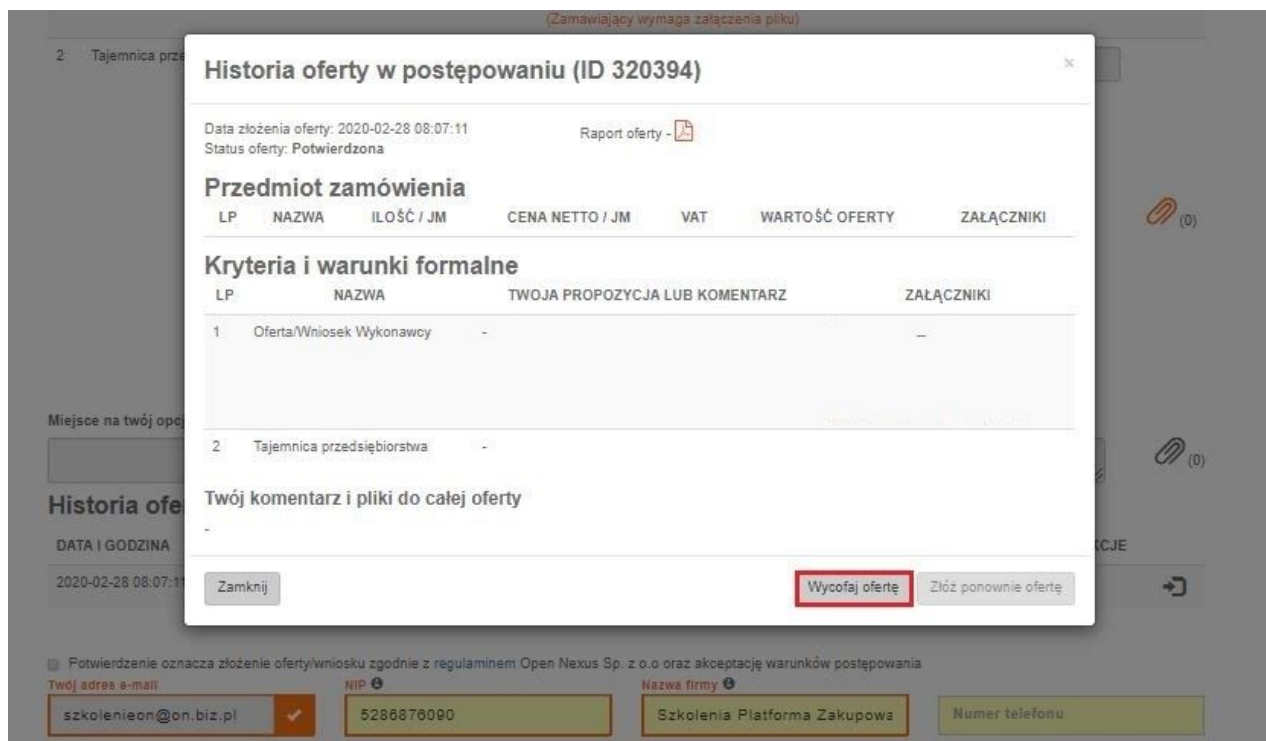 (Zamawiający wymaga załączenia pliku)
2 Tajemnica prze
Historia oferty w postępowaniu (ID 320394)
×
Data złożenia oferty: 2020-02-28 08:07:11
Raport oferty -
Status oferty: Potwierdzona
Przedmiot zamówienia
LP NAZWA ILOŚĆ / JM CENA NETTO / JM VAT WARTOŚĆ OFERTY ZAŁĄCZNIKI
(0)
Kryteria i warunki formalne
LP NAZWA TWOJA PROPOZYCJA LUB KOMENTARZ ZAŁĄCZNIKI
1 Oferta/Wniosek Wykonawcy - –
Miejsce na twój opcj
2 Tajemnica przedsiębiorstwa -
(0)
Twój komentarz i pliki do całej oferty
-
Historia ofe
DATA I GODZINA
KCJE
2020-02-28 08:07:11
Zamknij Wycofaj ofertę Złóż ponownie ofertę
Potwierdzenie oznacza złożenie oferty/wniosku zgodnie z regulaminem Open Nexus Sp. z o.o oraz akceptację warunków postępowania
Twój adres e-mail NIP Nazwa firmy
szkolenieon@on.biz.pl 5286876090 Szkolenia Platforma Zakupowa Numer telefonu